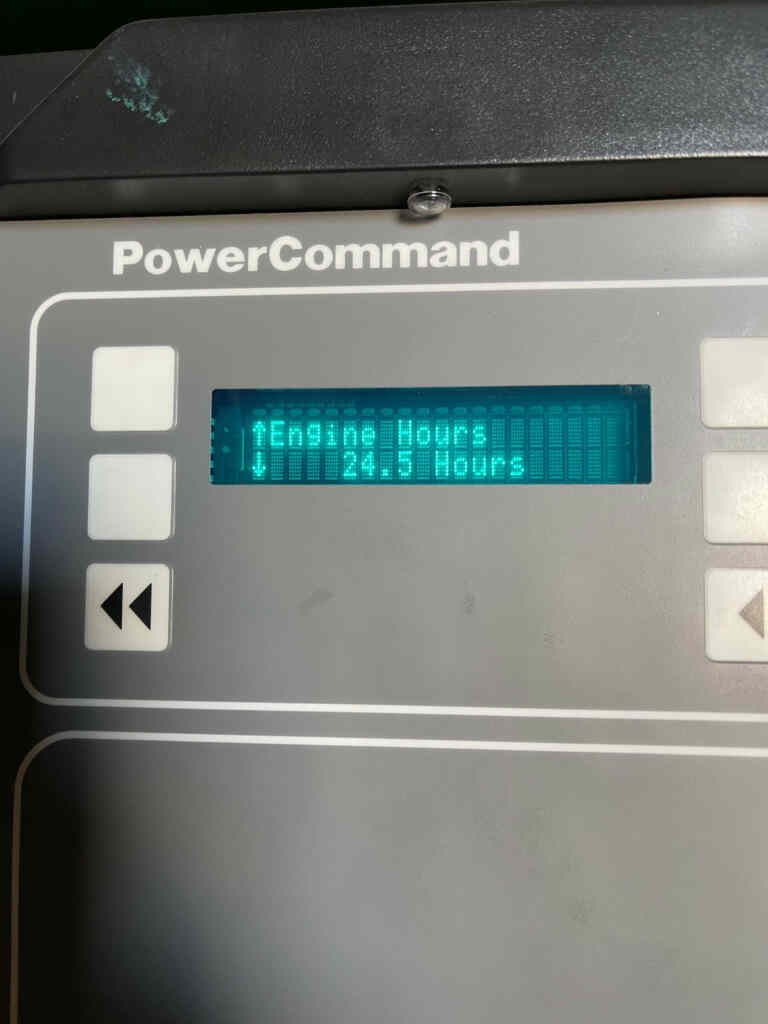 PowerCommand
↑Engine Hours
↓ 24.5 Hours